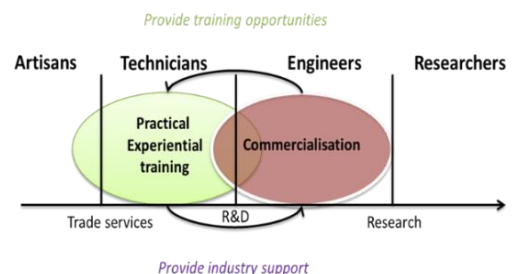 Provide training opportunities
Artisans Technicians Engineers Researchers
Practical
Experiential
training
Commercialisation
Trade services R&D Research
Provide industry support